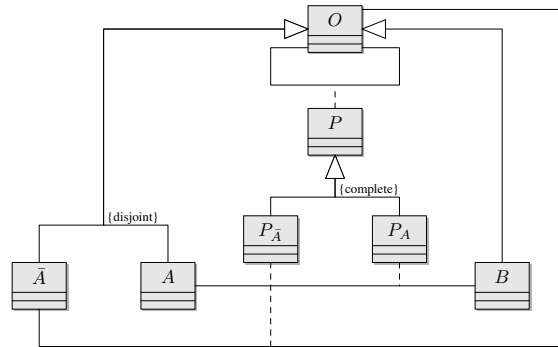 O
P
{complete}
{disjoint}
P_Ā P_A
Ā A B